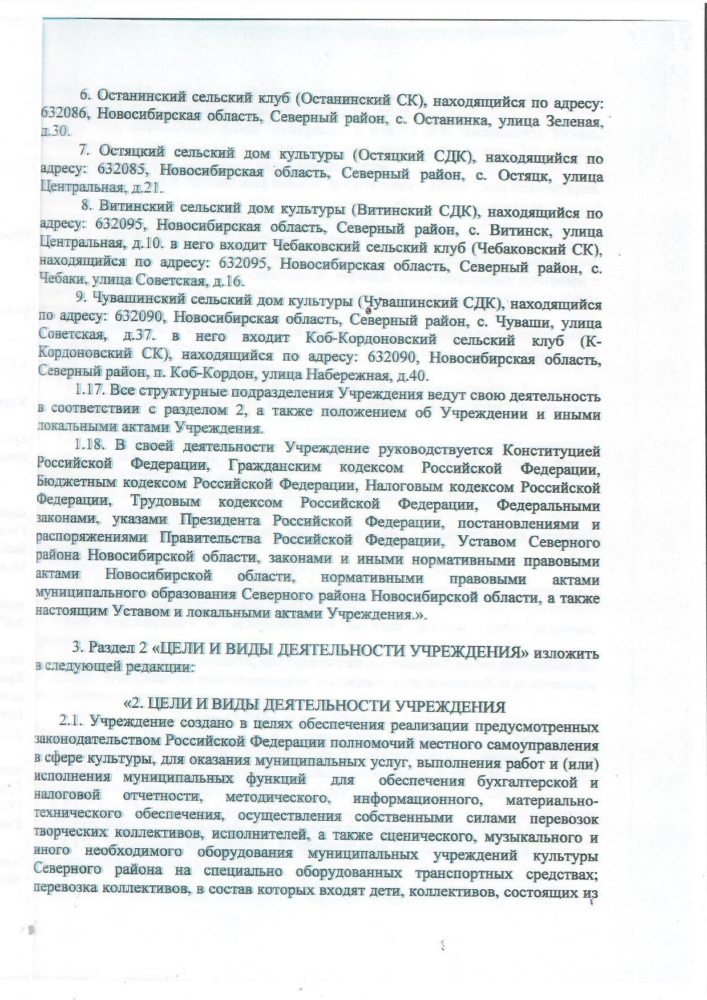 6. Останинский сельский клуб (Останинский СК), находящийся по адресу:
632086, Новосибирская область, Северный район, с. Останинка, улица Зеленая,
д.30.
7. Остяцкий сельский дом культуры (Остяцкий СДК), находящийся по
адресу: 632085, Новосибирская область, Северный район, с. Остяцк, улица
Центральная, д.21.
8. Витинский сельский дом культуры (Витинский СДК), находящийся по
адресу: 632095, Новосибирская область, Северный район, с. Витинск, улица
Центральная, д.10. в него входит Чебаковский сельский клуб (Чебаковский СК),
находящийся по адресу: 632095, Новосибирская область, Северный район, с.
Чебаки, улица Советская, д.16.
9. Чувашинский сельский дом культуры (Чувашинский СДК), находящийся
по адресу: 632090, Новосибирская область, Северный район, с. Чуваши, улица
Советская, д.37. в него входит Коб-Кордоновский сельский клуб (К-
Кордоновский СК), находящийся по адресу: 632090, Новосибирская область,
Северный район, п. Коб-Кордон, улица Набережная, д.40.
1.17. Все структурные подразделения Учреждения ведут свою деятельность
в соответствии с разделом 2, а также положением об Учреждении и иными
локальными актами Учреждения.
1.18. В своей деятельности Учреждение руководствуется Конституцией
Российской Федерации, Гражданским кодексом Российской Федерации,
Бюджетным кодексом Российской Федерации, Налоговым кодексом Российской
Федерации, Трудовым кодексом Российской Федерации, Федеральными
законами, указами Президента Российской Федерации, постановлениями и
распоряжениями Правительства Российской Федерации, Уставом Северного
района Новосибирской области, законами и иными нормативными правовыми
актами Новосибирской области, нормативными правовыми актами
муниципального образования Северного района Новосибирской области, а также
настоящим Уставом и локальными актами Учреждения.».
3. Раздел 2 «ЦЕЛИ И ВИДЫ ДЕЯТЕЛЬНОСТИ УЧРЕЖДЕНИЯ» изложить
в следующей редакции:
«2. ЦЕЛИ И ВИДЫ ДЕЯТЕЛЬНОСТИ УЧРЕЖДЕНИЯ
2.1. Учреждение создано в целях обеспечения реализации предусмотренных
законодательством Российской Федерации полномочий местного самоуправления
в сфере культуры, для оказания муниципальных услуг, выполнения работ и (или)
исполнения муниципальных функций для обеспечения бухгалтерской и
налоговой отчетности, методического, информационного, материально-
технического обеспечения, осуществления собственными силами перевозок
творческих коллективов, исполнителей, а также сценического, музыкального и
иного необходимого оборудования муниципальных учреждений культуры
Северного района на специально оборудованных транспортных средствах;
перевозка коллективов, в состав которых входят дети, коллективов, состоящих из